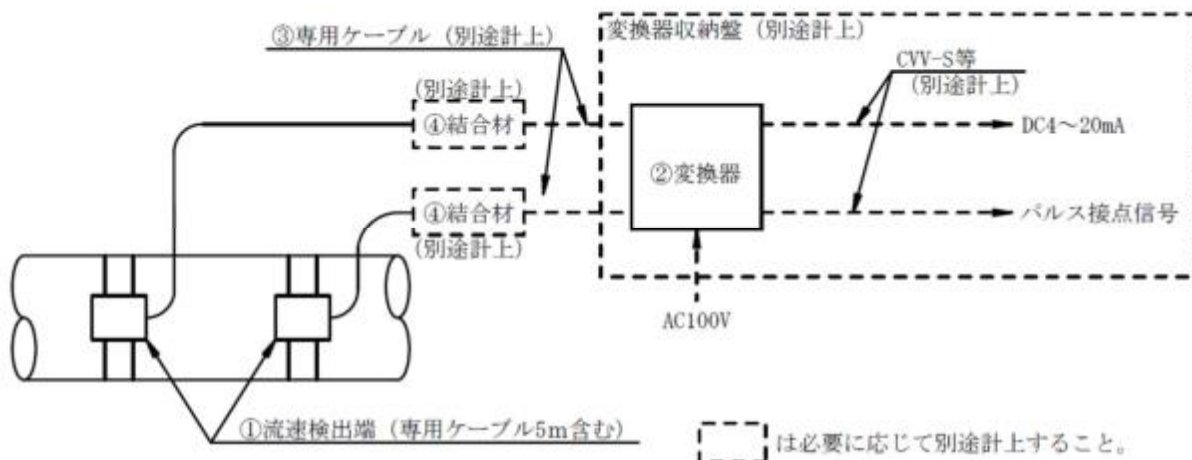 ③専用ケーブル (別途計上)
変換器収納盤 (別途計上)
CVV-S等
(別途計上)
(別途計上)
④結合材
DC4～20mA
②変換器
④結合材
パルス接点信号
(別途計上)
AC100V
①流速検出端 (専用ケーブル5m含む)
は必要に応じて別途計上すること。